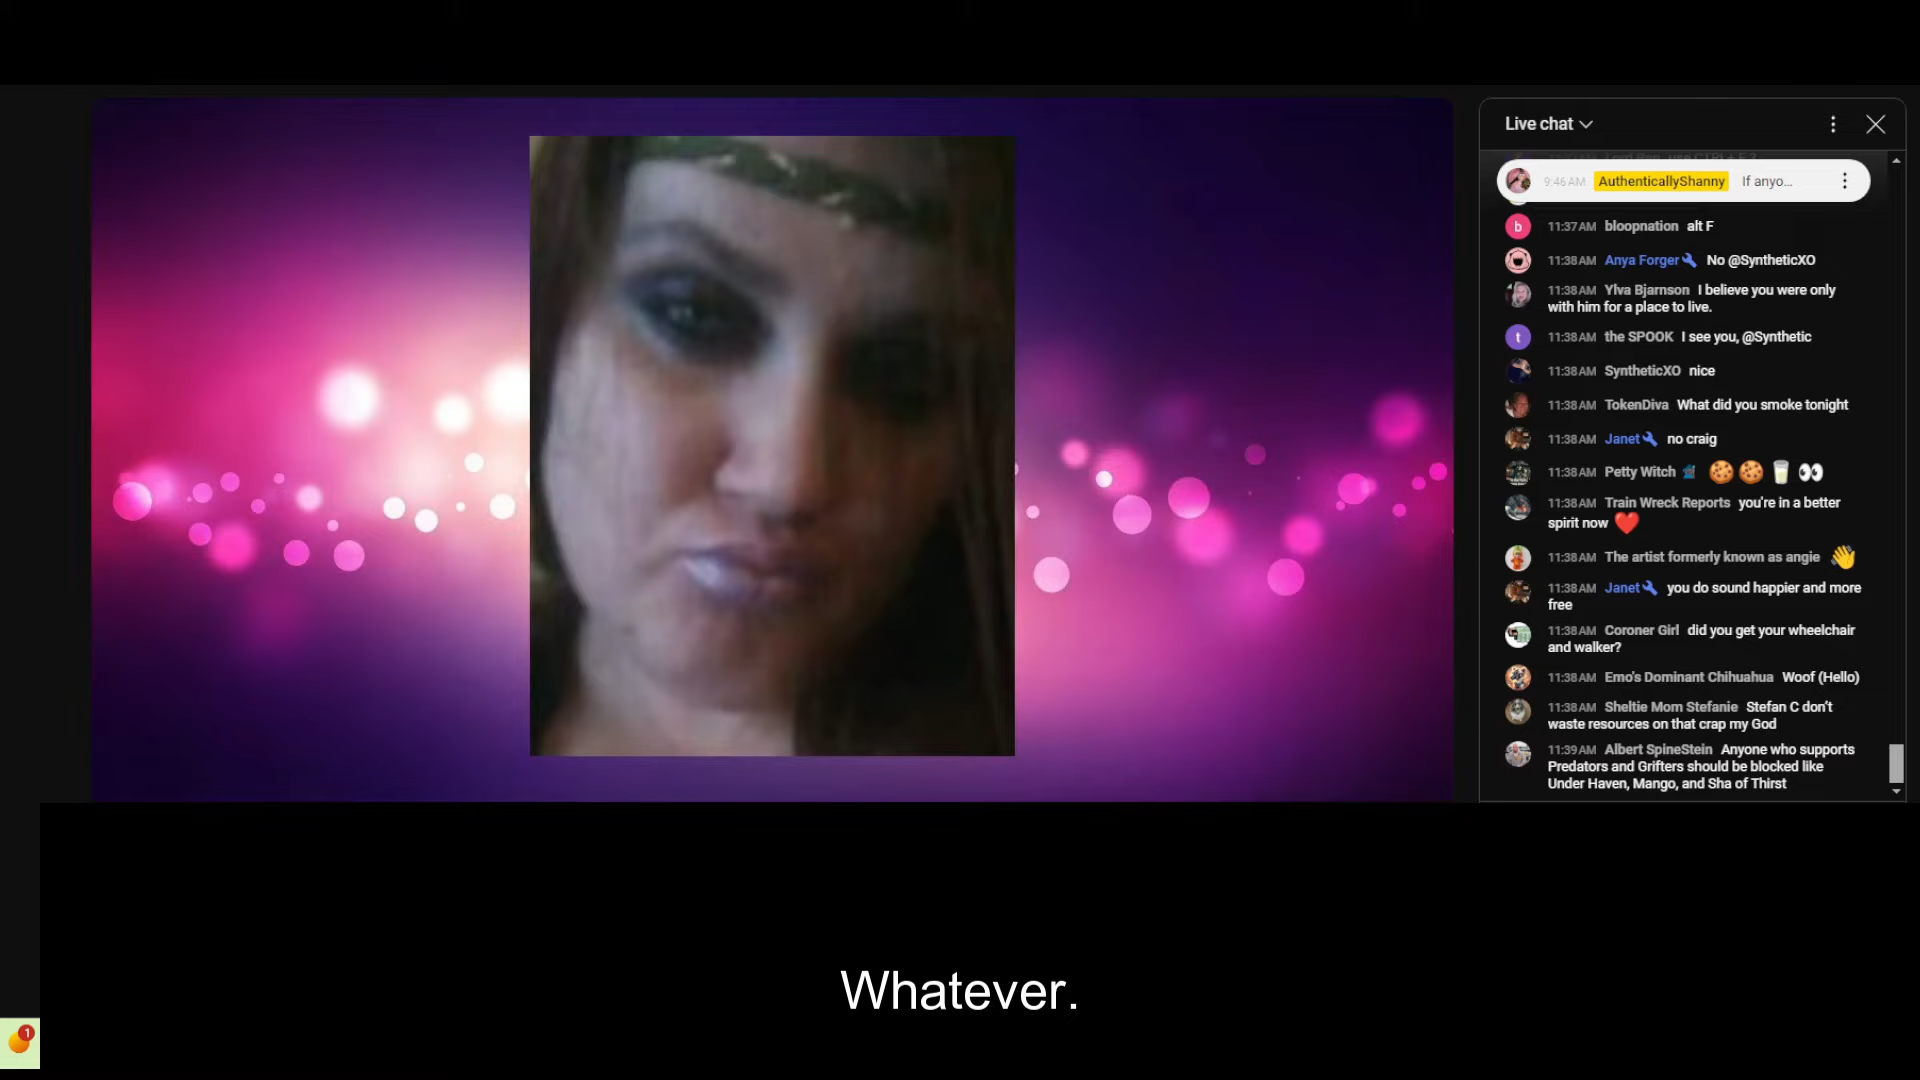 Live chat
9:46 AM AuthenticallyShanny If anyo...
11:37 AM bloopnation alt F
11:38 AM Anya Forger No @SyntheticXO
11:38 AM Ylva Bjarnson I believe you were only
with him for a place to live.
t
11:38 AM the SPOOK I see you, @Synthetic
11:38 AM SyntheticXO nice
11:38 AM TokenDiva What did you smoke tonight
11:38 AM Janet no craig
11:38 AM Petty Witch 🍪🍪🥛👀
11:38 AM Train Wreck Reports you're in a better
spirit now ❤️
11:38 AM The artist formerly known as angie 👋
11:38 AM Janet you do sound happier and more
free
11:38 AM Coroner Girl did you get your wheelchair
and walker?
11:38 AM Emo's Dominant Chihuahua Woof (Hello)
11:38 AM Sheltie Mom Stefanie Stefan C don't
waste resources on that crap my God
11:39 AM Albert SpineStein Anyone who supports
Predators and Grifters should be blocked like
Under Haven, Mango, and Sha of Thirst
Whatever.
1